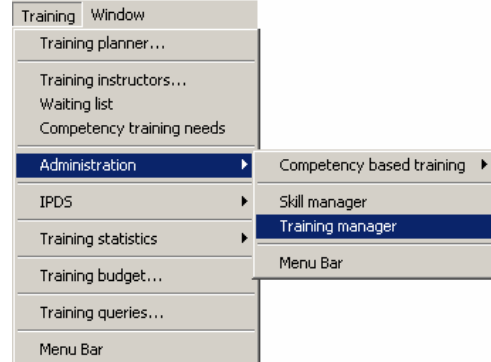 Training Window
Training planner...
Training instructors...
Waiting list
Competency training needs
Administration
IPDS
Training statistics
Training budget...
Training queries...
Menu Bar
Competency based training
Skill manager
Training manager
Menu Bar